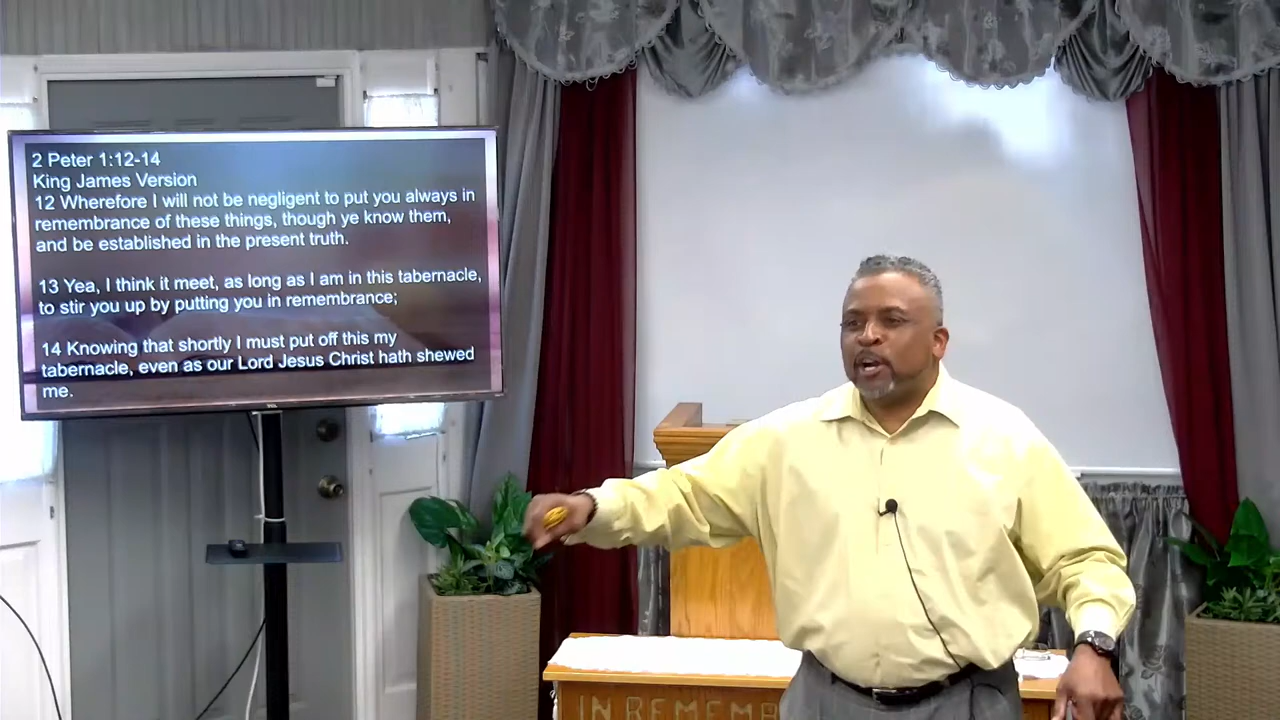 2 Peter 1:12-14
King James Version
12 Wherefore I will not be negligent to put you always in
remembrance of these things, though ye know them,
and be established in the present truth.
13 Yea, I think it meet, as long as I am in this tabernacle,
to stir you up by putting you in remembrance;
14 Knowing that shortly I must put off this my
tabernacle, even as our Lord Jesus Christ hath shewed
me.
IN REMEMB